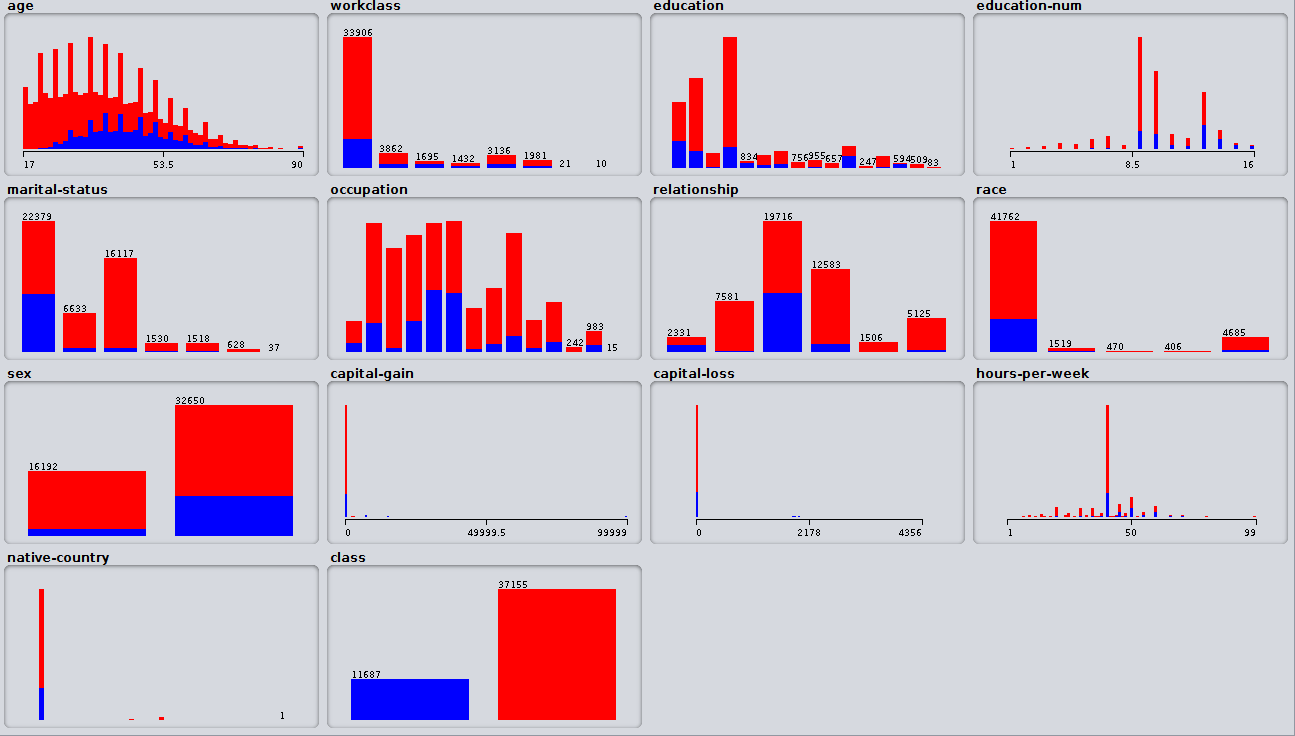 age
17 53.5 90
workclass
33906 3862 1695 1432 3136 1981 21 10
education
834 756 955 657 247 594 509 83
education-num
1 8.5 16
marital-status
22379 6633 16117 1530 1518 628 37
occupation
242 983 15
relationship
2331 7581 19716 12583 1506 5125
race
41762 1519 470 406 4685
sex
16192 32650
capital-gain
0 49999.5 99999
capital-loss
0 2178 4356
hours-per-week
1 50 99
native-country
1
class
11687 37155